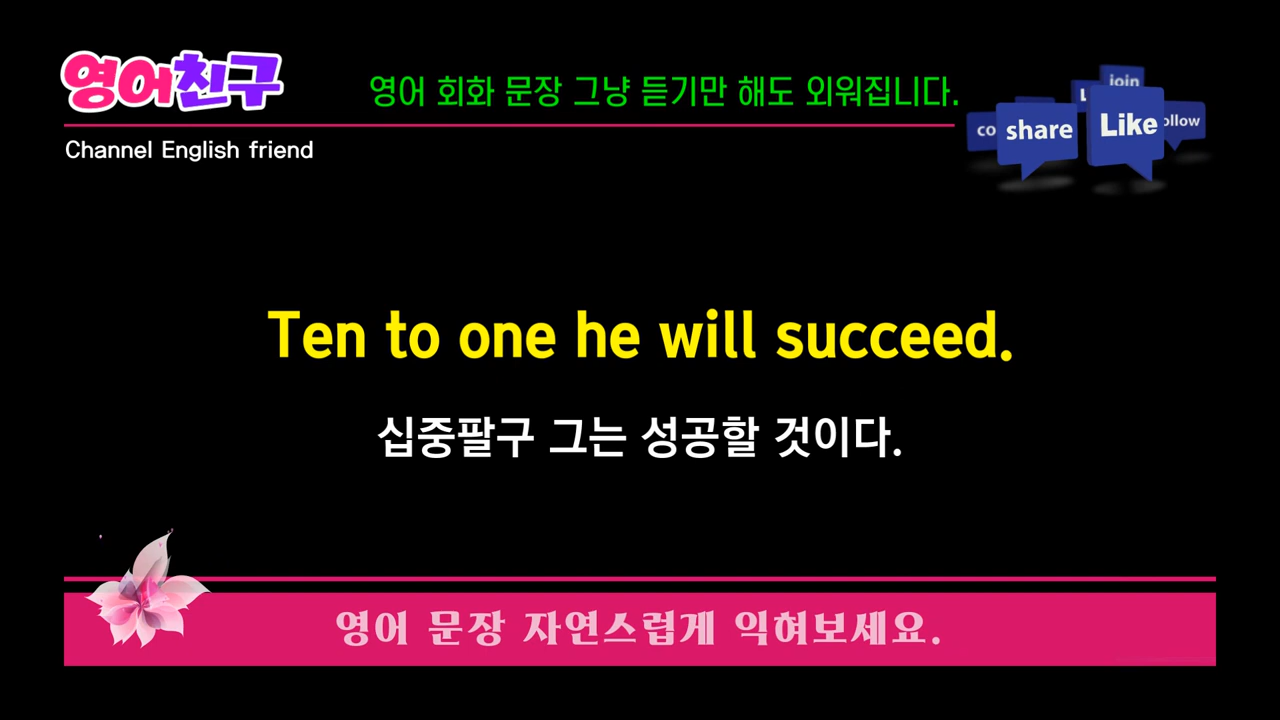 영어친구
영어 회화 문장 그냥 듣기만 해도 외워집니다.
Channel English friend
join
share
Like
Ten to one he will succeed.
십중팔구 그는 성공할 것이다.
영어 문장 자연스럽게 익혀보세요.